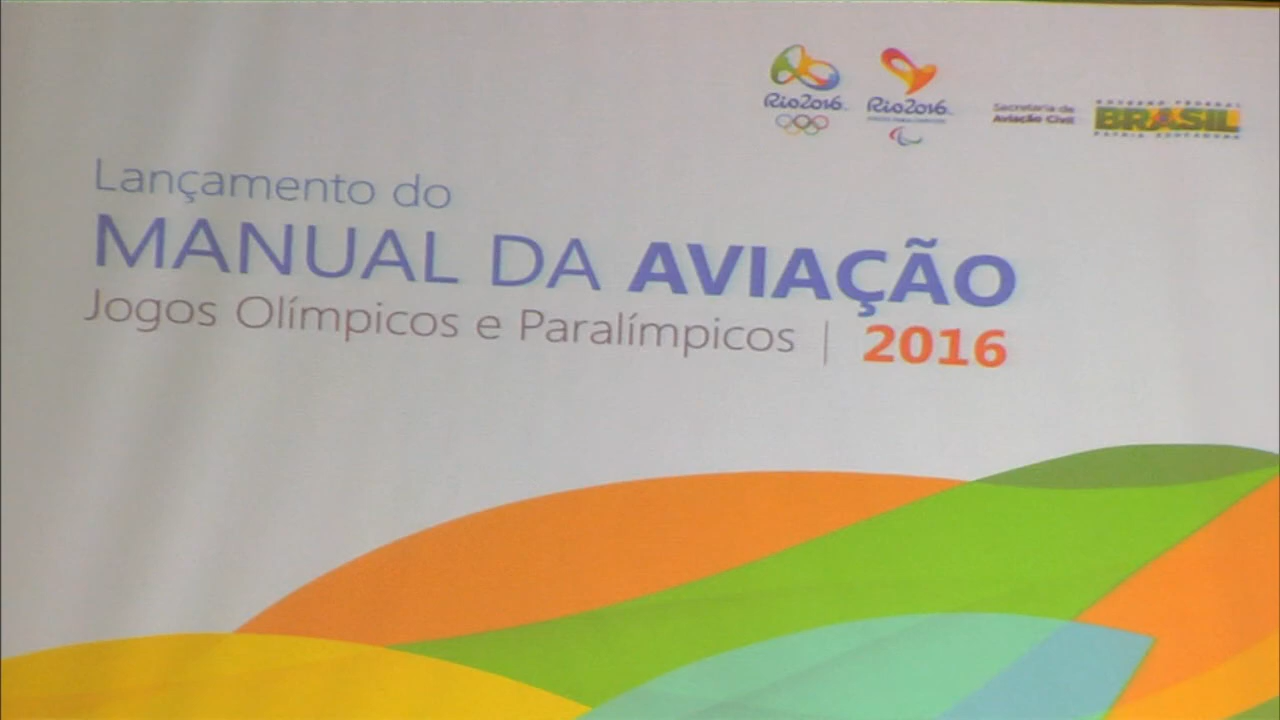 Rio2016
Rio2016
Secretaria de
Aviação Civil
BRASIL
Lançamento do
MANUAL DA AVIAÇÃO
Jogos Olímpicos e Paralímpicos | 2016